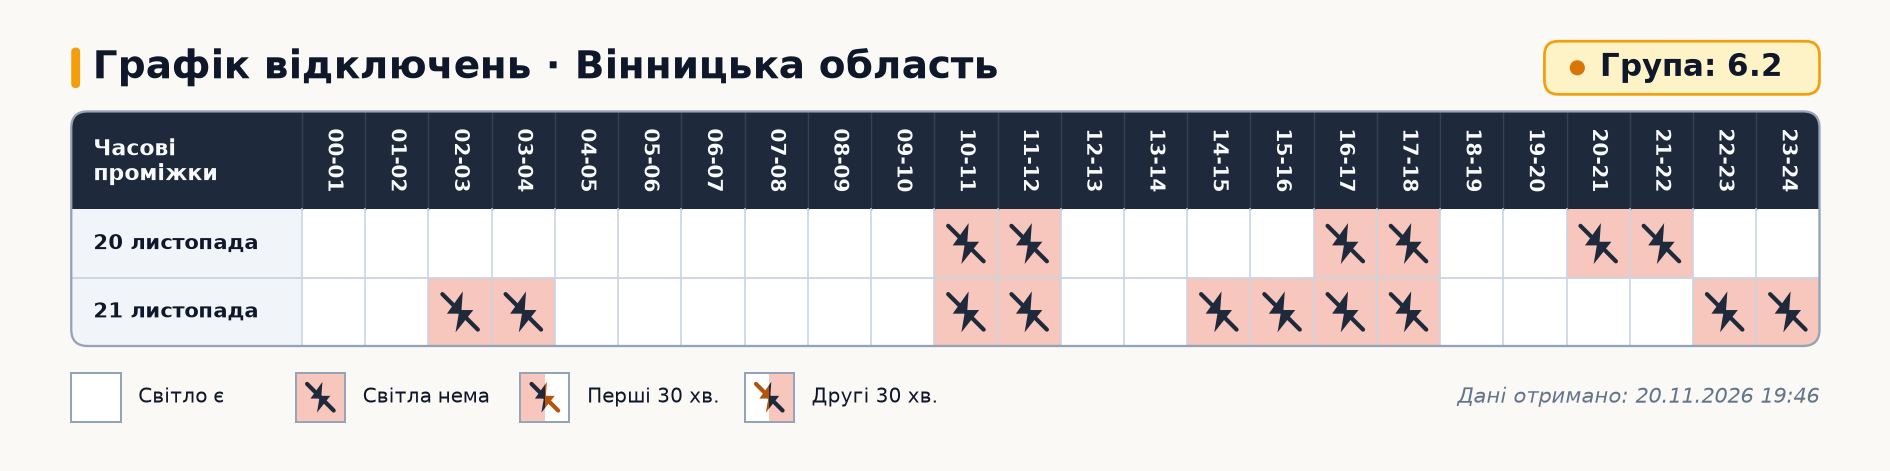 Графік відключень · Вінницька область
Група: 6.2
Часові
проміжки
00-01
01-02
02-03
03-04
04-05
05-06
06-07
07-08
08-09
09-10
10-11
11-12
12-13
13-14
14-15
15-16
16-17
17-18
18-19
19-20
20-21
21-22
22-23
23-24
20 листопада
21 листопада
Світло є
Світла нема
Перші 30 хв.
Другі 30 хв.
Дані отримано: 20.11.2026 19:46